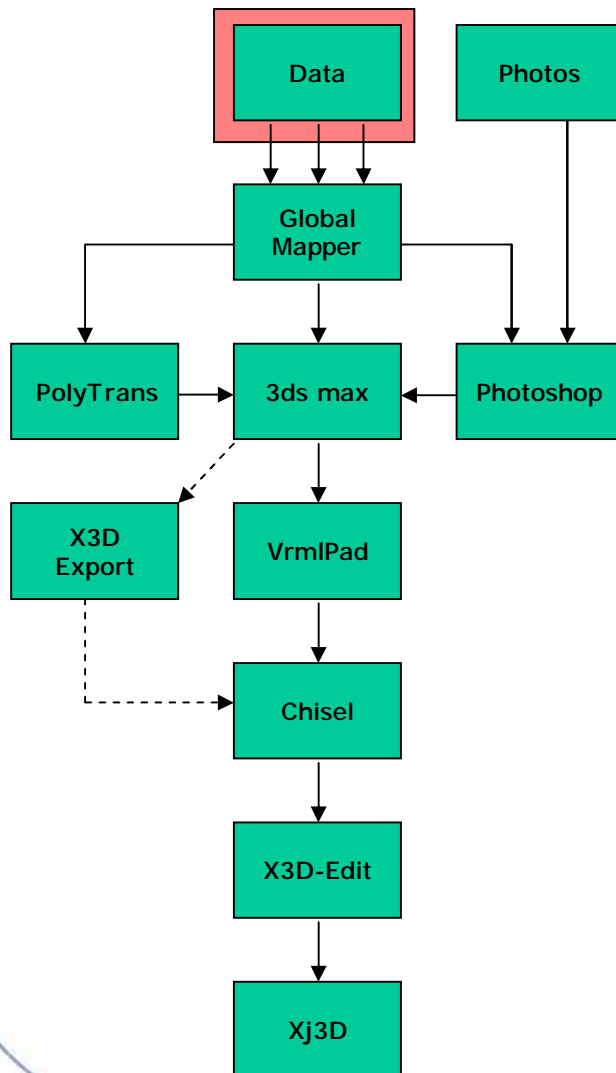 Data
Photos
Global
Mapper
PolyTrans
3ds max
Photoshop
X3D
Export
VrmlPad
Chisel
X3D-Edit
Xj3D